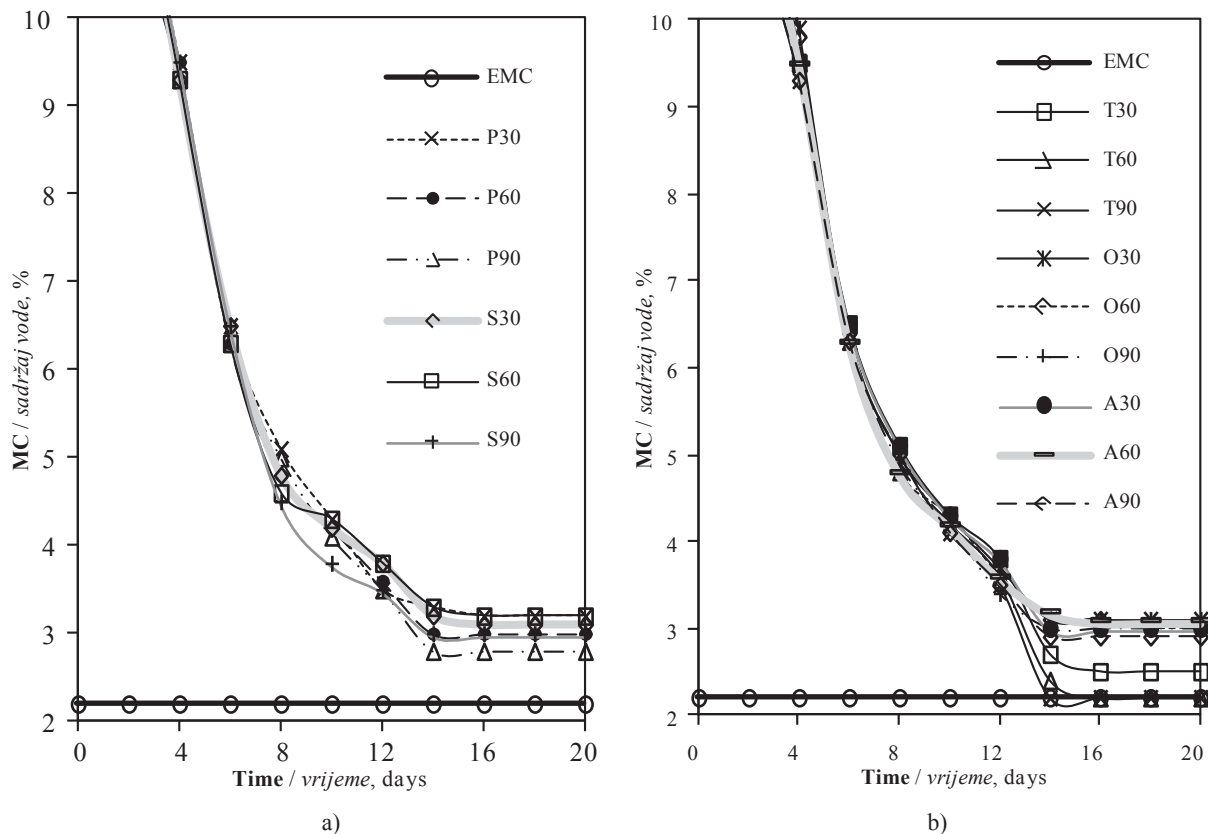 10
9
8
7
6
5
4
3
2
MC / sadržaj vode, %
EMC
P30
P60
P90
S30
S60
S90
0 4 8 12 16 20
Time / vrijeme, days
a)
10
9
8
7
6
5
4
3
2
MC / sadržaj vode, %
EMC
T30
T60
T90
O30
O60
O90
A30
A60
A90
0 4 8 12 16 20
Time / vrijeme, days
b)